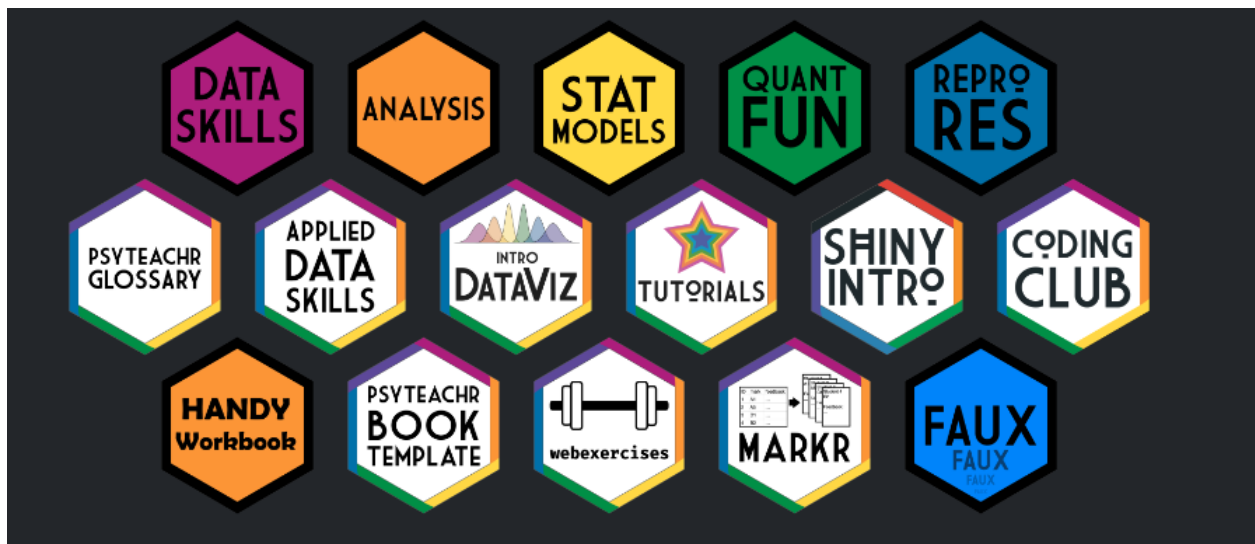 DATA
SKILLS
ANALYSIS
STAT
MODELS
QUANT
FUN
REPRO
RES
PSYTEACHR
GLOSSARY
APPLIED
DATA
SKILLS
INTRO
DATAVIZ
TUTORIALS
SHINY
INTRO
CODING
CLUB
HANDY
Workbook
PSYTEACHR
BOOK
TEMPLATE
webexercises
MARKR
FAUX
FAUX
FAUX